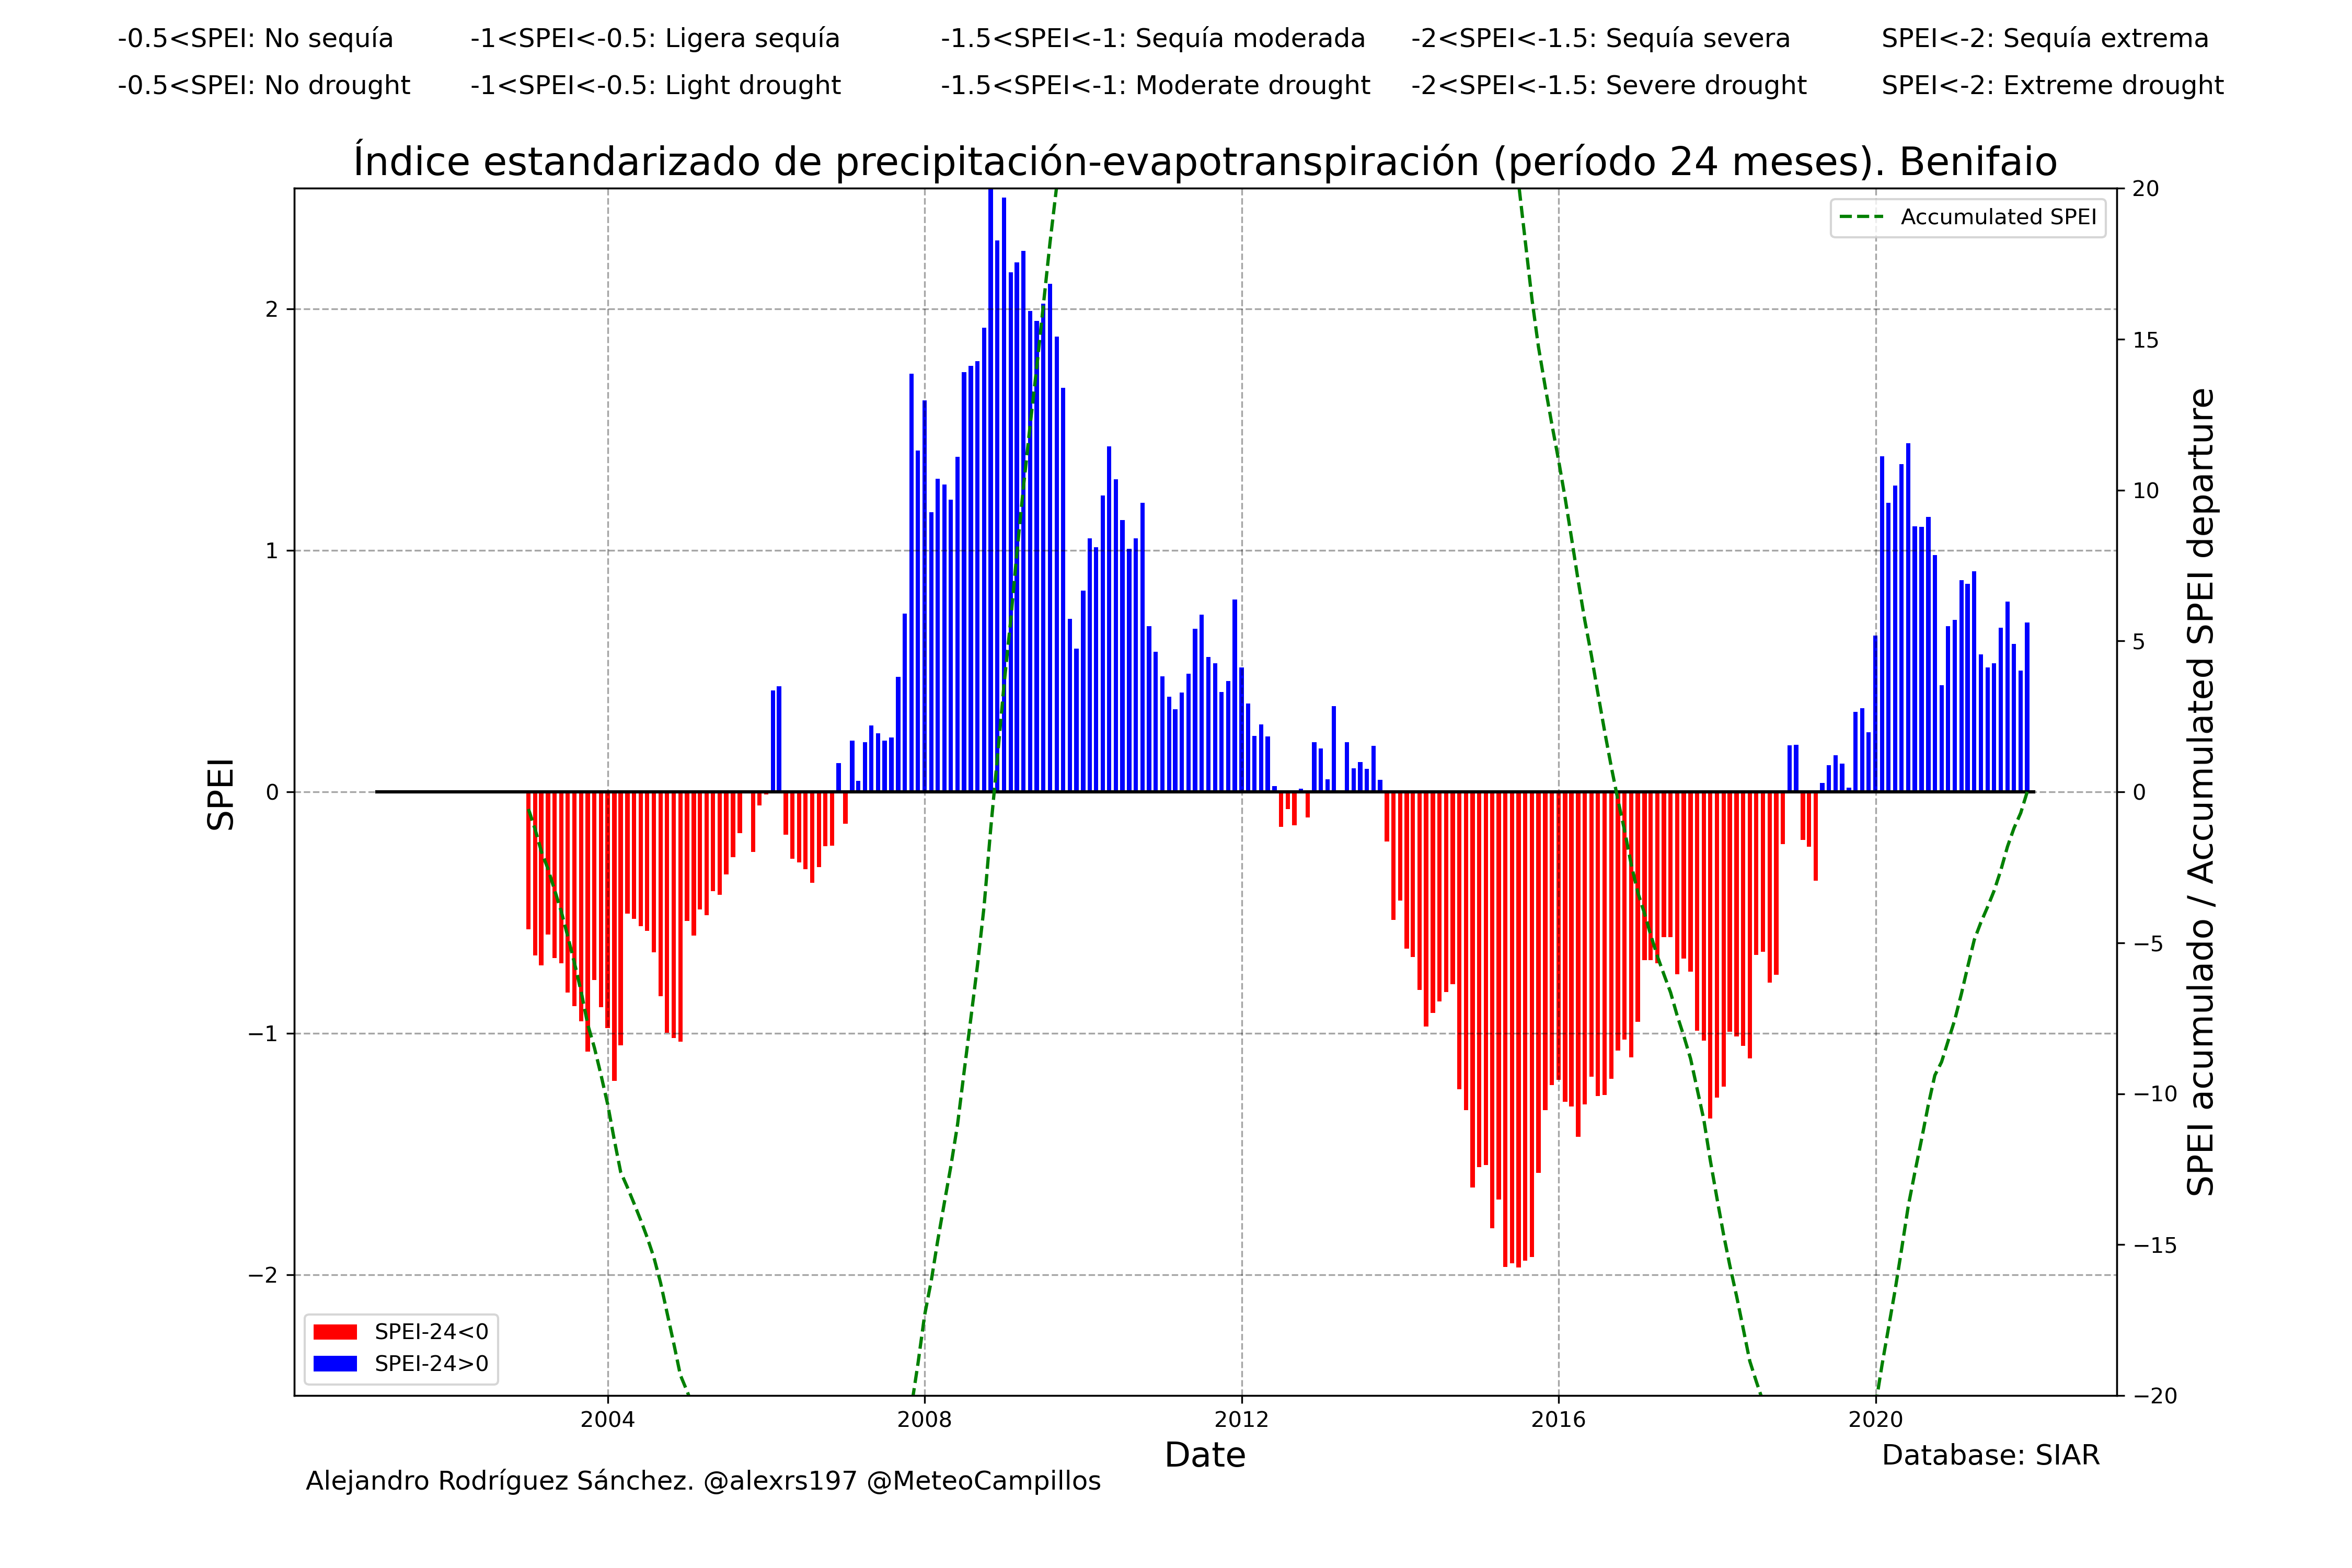 -0.5<SPEI: No sequía -1<SPEI<-0.5: Ligera sequía -1.5<SPEI<-1: Sequía moderada -2<SPEI<-1.5: Sequía severa SPEI<-2: Sequía extrema
-0.5<SPEI: No drought -1<SPEI<-0.5: Light drought -1.5<SPEI<-1: Moderate drought -2<SPEI<-1.5: Severe drought SPEI<-2: Extreme drought
Índice estandarizado de precipitación-evapotranspiración (período 24 meses). Benifaio
Accumulated SPEI
SPEI
2
1
0
−1
−2
20
15
10
5
0
−5
−10
−15
−20
SPEI acumulado / Accumulated SPEI departure
SPEI-24<0
SPEI-24>0
2004 2008 2012 2016 2020
Date
Database: SIAR
Alejandro Rodríguez Sánchez. @alexrs197 @MeteoCampillos